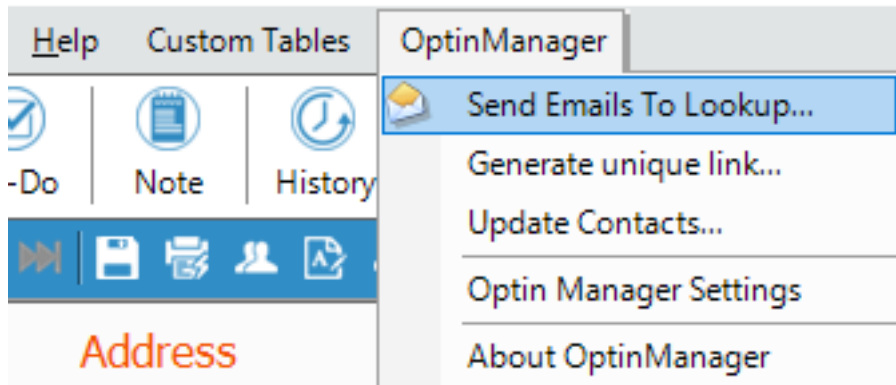 Help Custom Tables OptinManager
Send Emails To Lookup...
Generate unique link...
-Do Note History
Update Contacts...
Optin Manager Settings
Address
About OptinManager